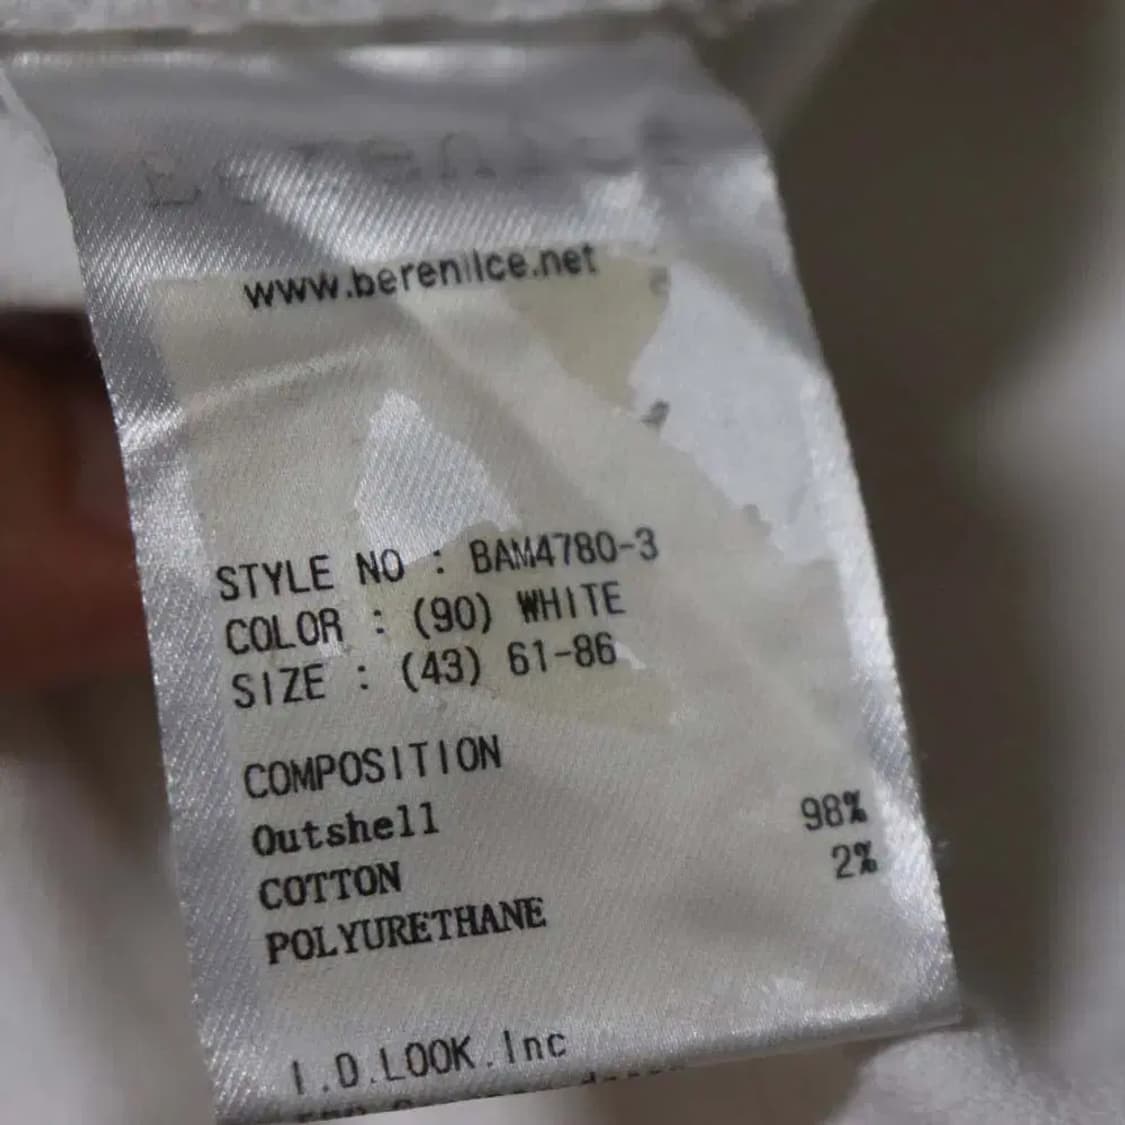 www.berenice.net
STYLE NO : BAM4780-3
COLOR : (90) WHITE
SIZE : (43) 61-86
COMPOSITION
Outshell
COTTON 98%
POLYURETHANE 2%
I.D.LOOK.Inc